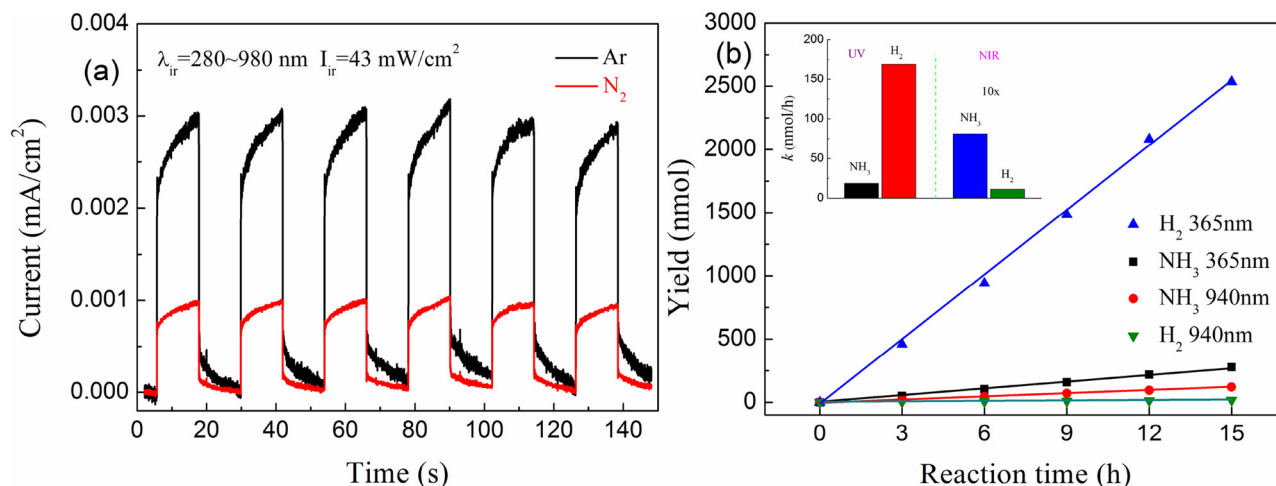 (a)
λir=280~980 nm Iir=43 mW/cm2
Ar
N2
0.004
0.003
0.002
0.001
0.000
Current (mA/cm2)
0 20 40 60 80 100 120 140
Time (s)
(b)
3000
2500
2000
1500
1000
500
0
Yield (nmol)
0 3 6 9 12 15
Reaction time (h)
H2 365nm
NH3 365nm
NH3 940nm
H2 940nm
200
150
100
50
0
k (nmol/h)
UV
H2
NH3
NIR
10x
NH3
H2